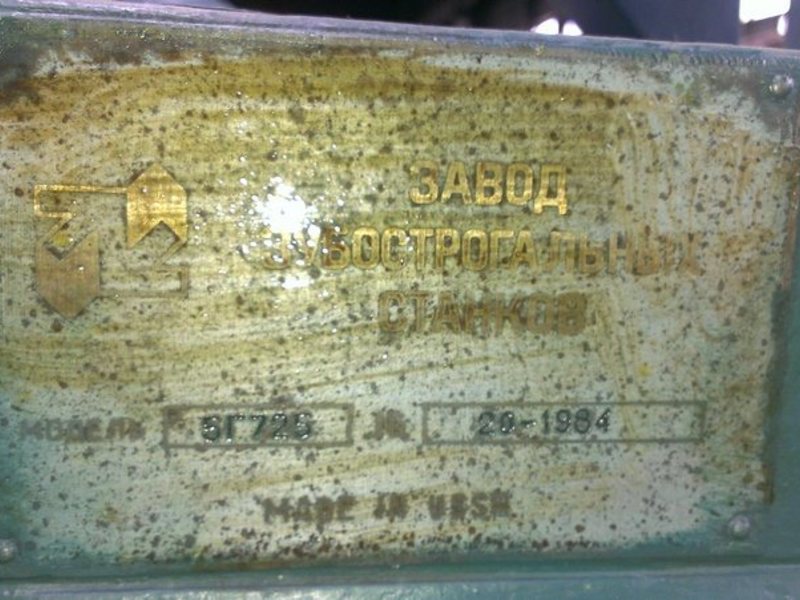 ЗАВОД
ЗУБОСТРОГАЛЬНЫХ
СТАНКОВ
МОДЕЛЬ 5Г725 № 20-1984
MADE IN USSR